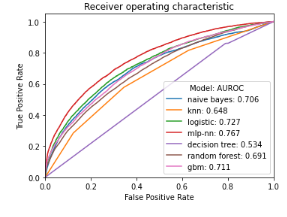 Receiver operating characteristic
1.0
0.8
0.6
0.4
0.2
0.0
True Positive Rate
Model: AUROC
naive bayes: 0.706
knn: 0.648
logistic: 0.727
mlp-nn: 0.767
decision tree: 0.534
random forest: 0.691
gbm: 0.711
0.0 0.2 0.4 0.6 0.8 1.0
False Positive Rate